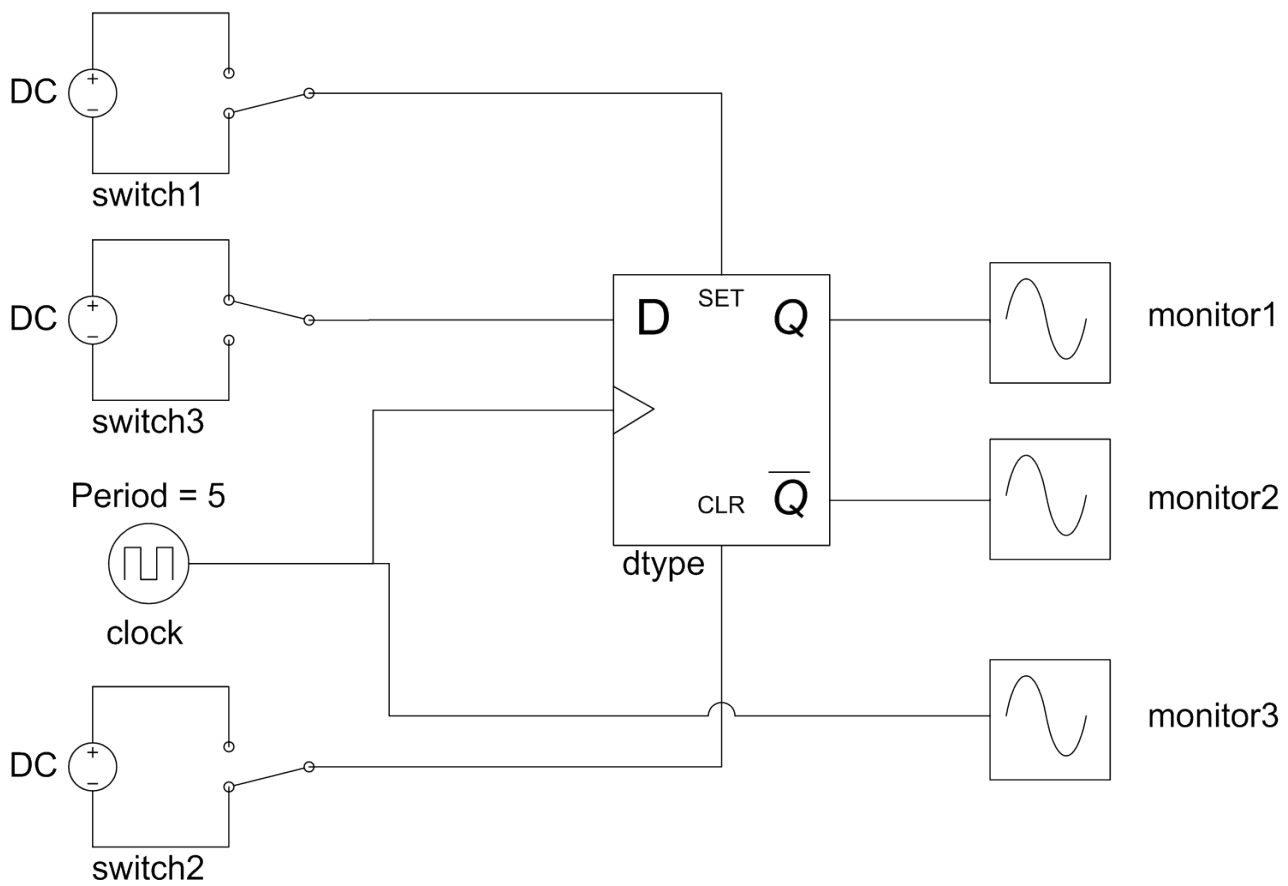 DC
+
−
switch1
DC
+
−
switch3
Period = 5
clock
DC
+
−
switch2
D
SET
Q
CLR
Q̅
dtype
monitor1
monitor2
monitor3